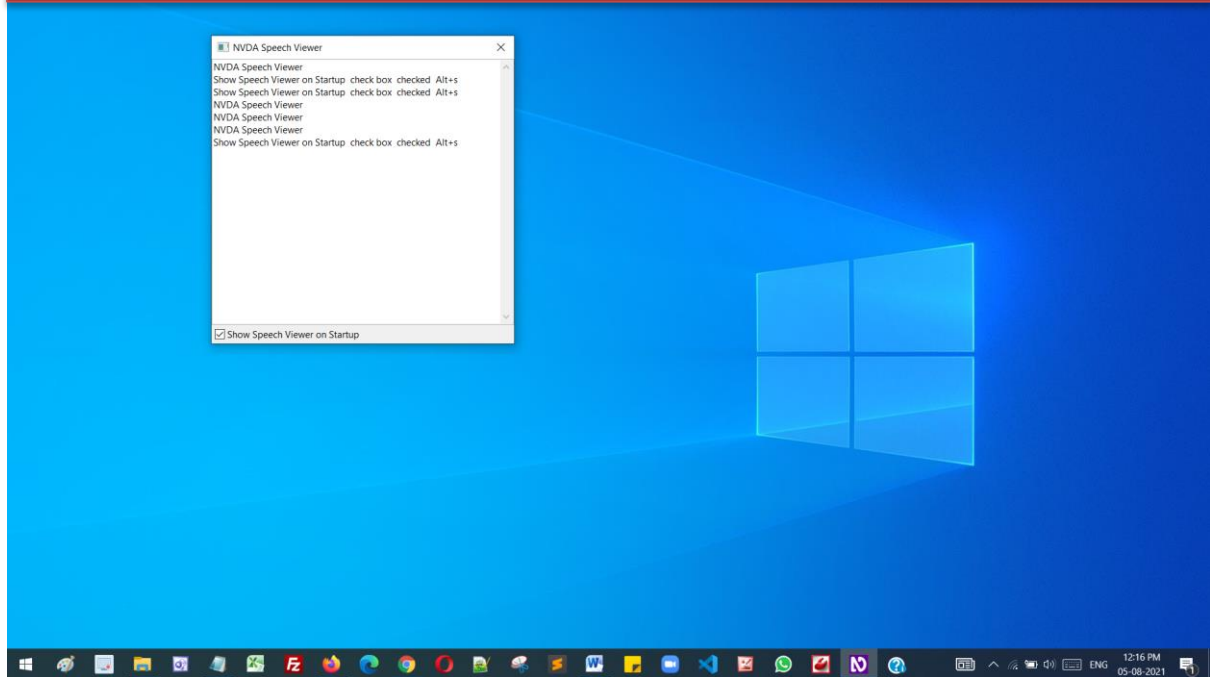 NVDA Speech Viewer
NVDA Speech Viewer
Show Speech Viewer on Startup  check box  checked  Alt+s
Show Speech Viewer on Startup  check box  checked  Alt+s
NVDA Speech Viewer
NVDA Speech Viewer
NVDA Speech Viewer
Show Speech Viewer on Startup  check box  checked  Alt+s
Show Speech Viewer on Startup
ENG
12:16 PM
05-08-2021